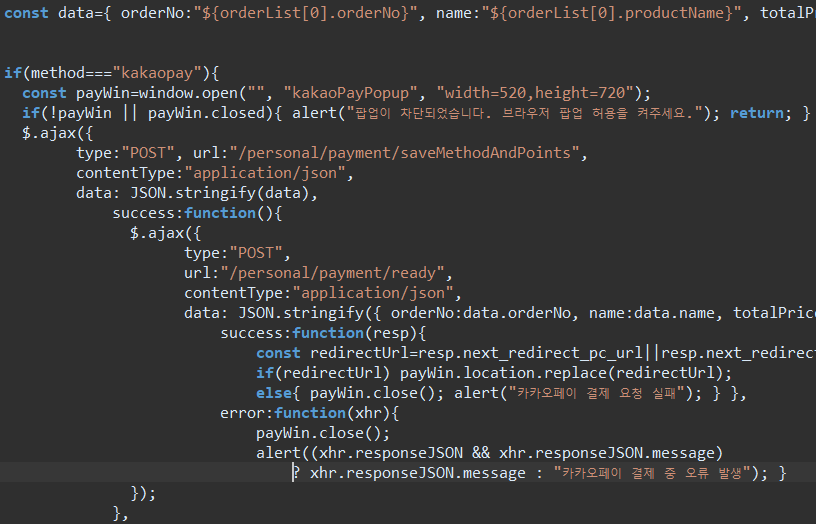 const data={ orderNo:"${orderList[0].orderNo}", name:"${orderList[0].productName}", totalPr
if(method==="kakaopay"){
const payWin=window.open("", "kakaoPayPopup", "width=520,height=720");
if(!payWin || payWin.closed){ alert("팝업이 차단되었습니다. 브라우저 팝업 허용을 켜주세요."); return; }
$.ajax({
type:"POST", url:"/personal/payment/saveMethodAndPoints",
contentType:"application/json",
data: JSON.stringify(data),
success:function(){
$.ajax({
type:"POST",
url:"/personal/payment/ready",
contentType:"application/json",
data: JSON.stringify({ orderNo:data.orderNo, name:data.name, totalPrice
success:function(resp){
const redirectUrl=resp.next_redirect_pc_url||resp.next_redirect
if(redirectUrl) payWin.location.replace(redirectUrl);
else{ payWin.close(); alert("카카오페이 결제 요청 실패"); } },
error:function(xhr){
payWin.close();
alert((xhr.responseJSON && xhr.responseJSON.message)
? xhr.responseJSON.message : "카카오페이 결제 중 오류 발생"); }
});
},